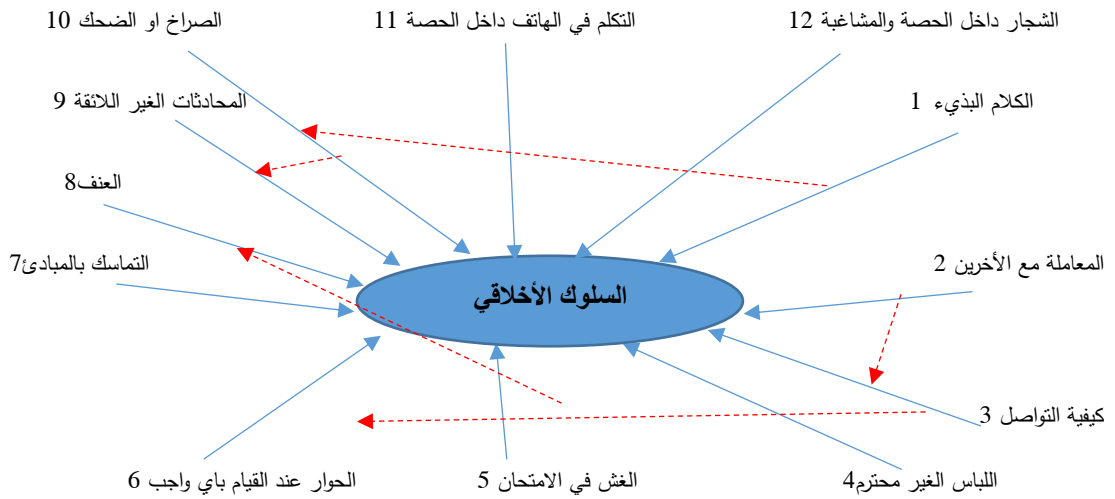 الشجار داخل الحصة والمشاغبة 12
التكلم في الهاتف داخل الحصة 11
الصراخ او الضحك 10
الكلام البذيء 1
المحادثات الغير اللائقة 9
العنف8
المعاملة مع الأخرين 2
السلوك الأخلاقي
التماسك بالمبادئ7
كيفية التواصل 3
اللباس الغير محترم4
الغش في الامتحان 5
الحوار عند القيام باي واجب 6